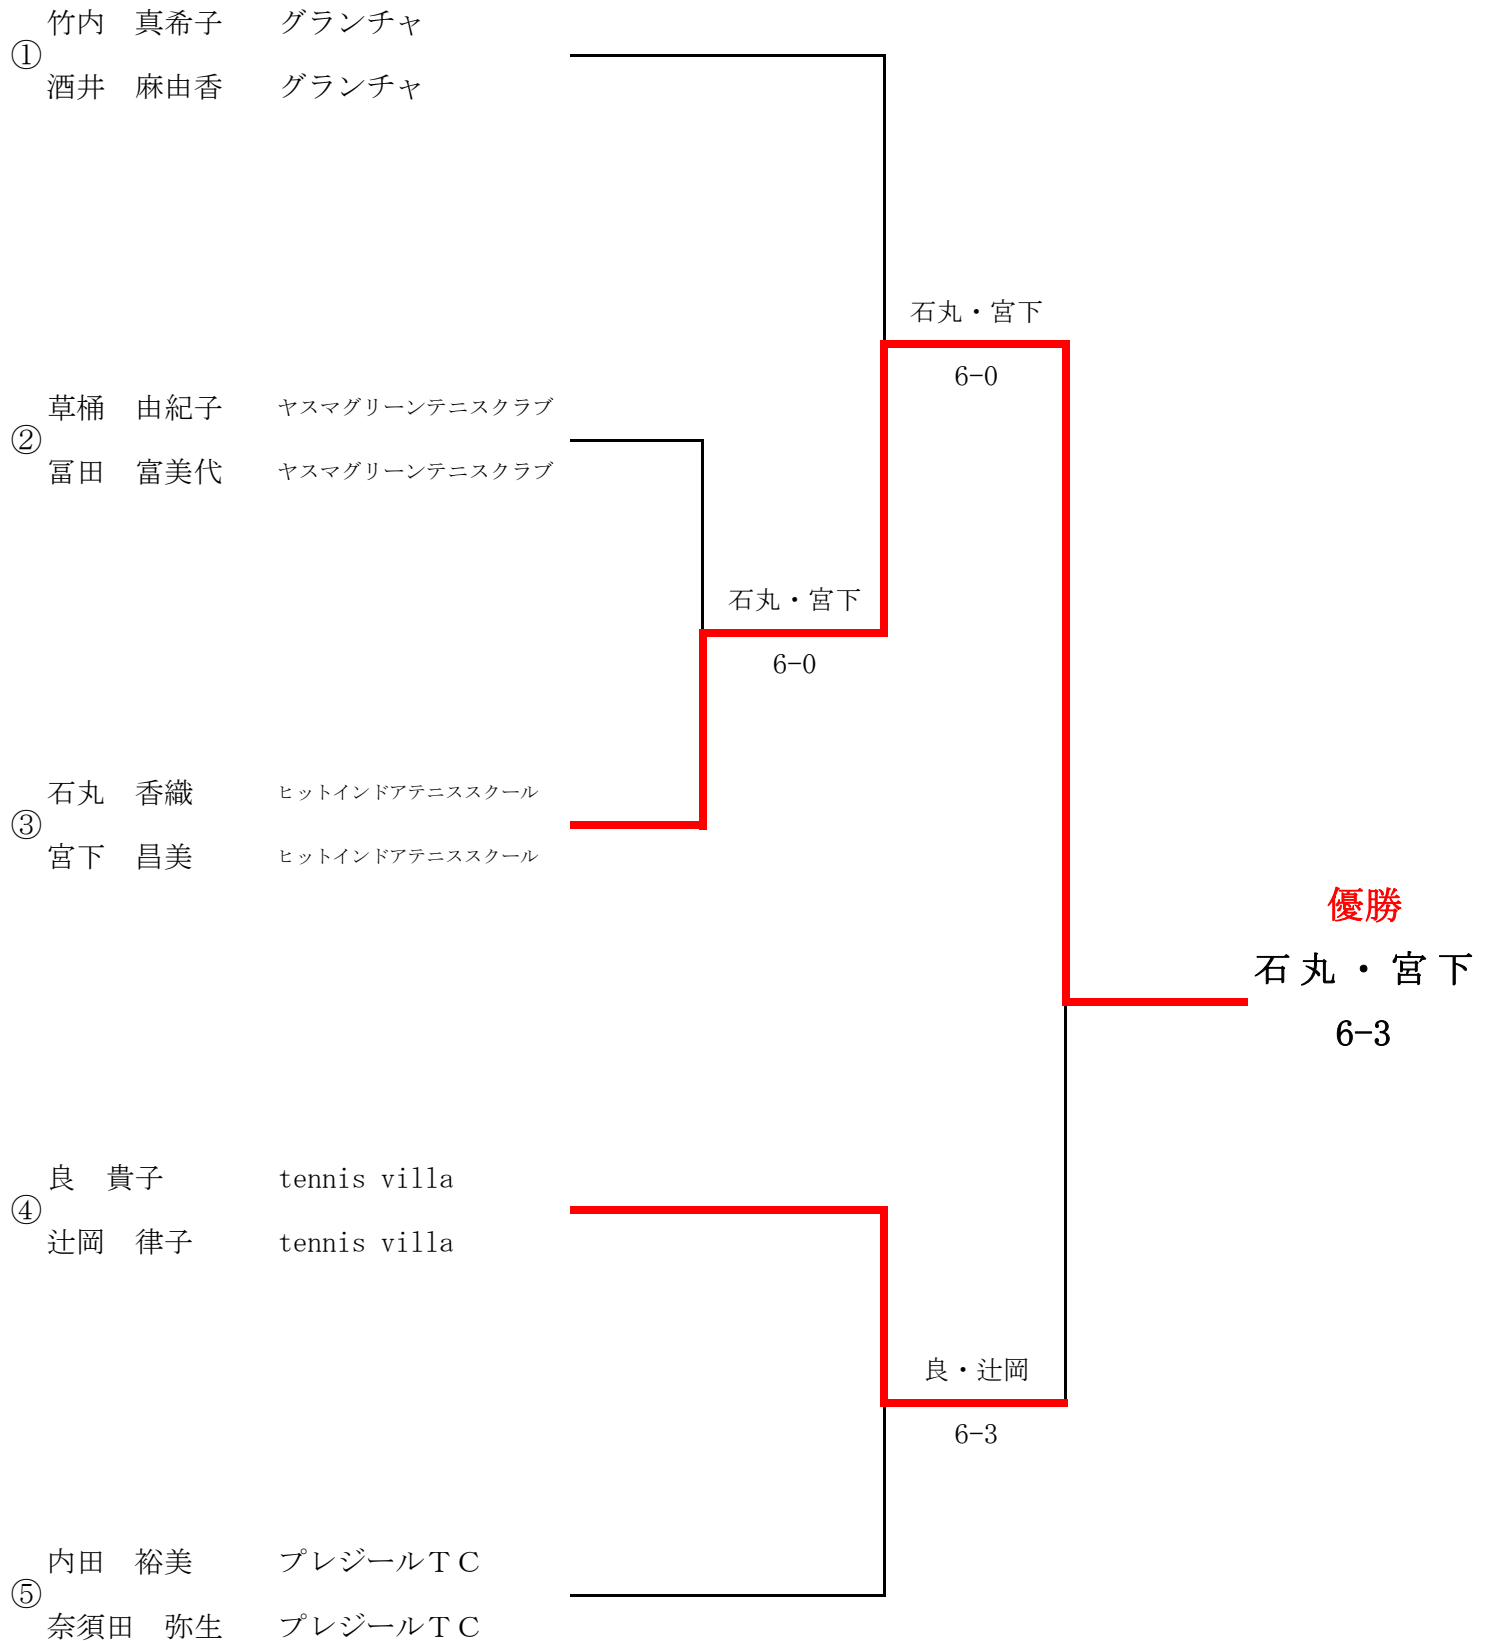 竹内　真希子　　グランチャ
①
酒井　麻由香　　グランチャ
石丸・宮下
6-0
草桶　由紀子　　ヤスマグリーンテニスクラブ
②
冨田　富美代　　ヤスマグリーンテニスクラブ
石丸・宮下
6-0
石丸　香織　　ヒットインドアテニススクール
③
宮下　昌美　　ヒットインドアテニススクール
優勝
石丸・宮下
6-3
良　貴子　　tennis villa
④
辻岡　律子　　tennis villa
良・辻岡
6-3
内田　裕美　　プレジールＴＣ
⑤
奈須田　弥生　　プレジールＴＣ